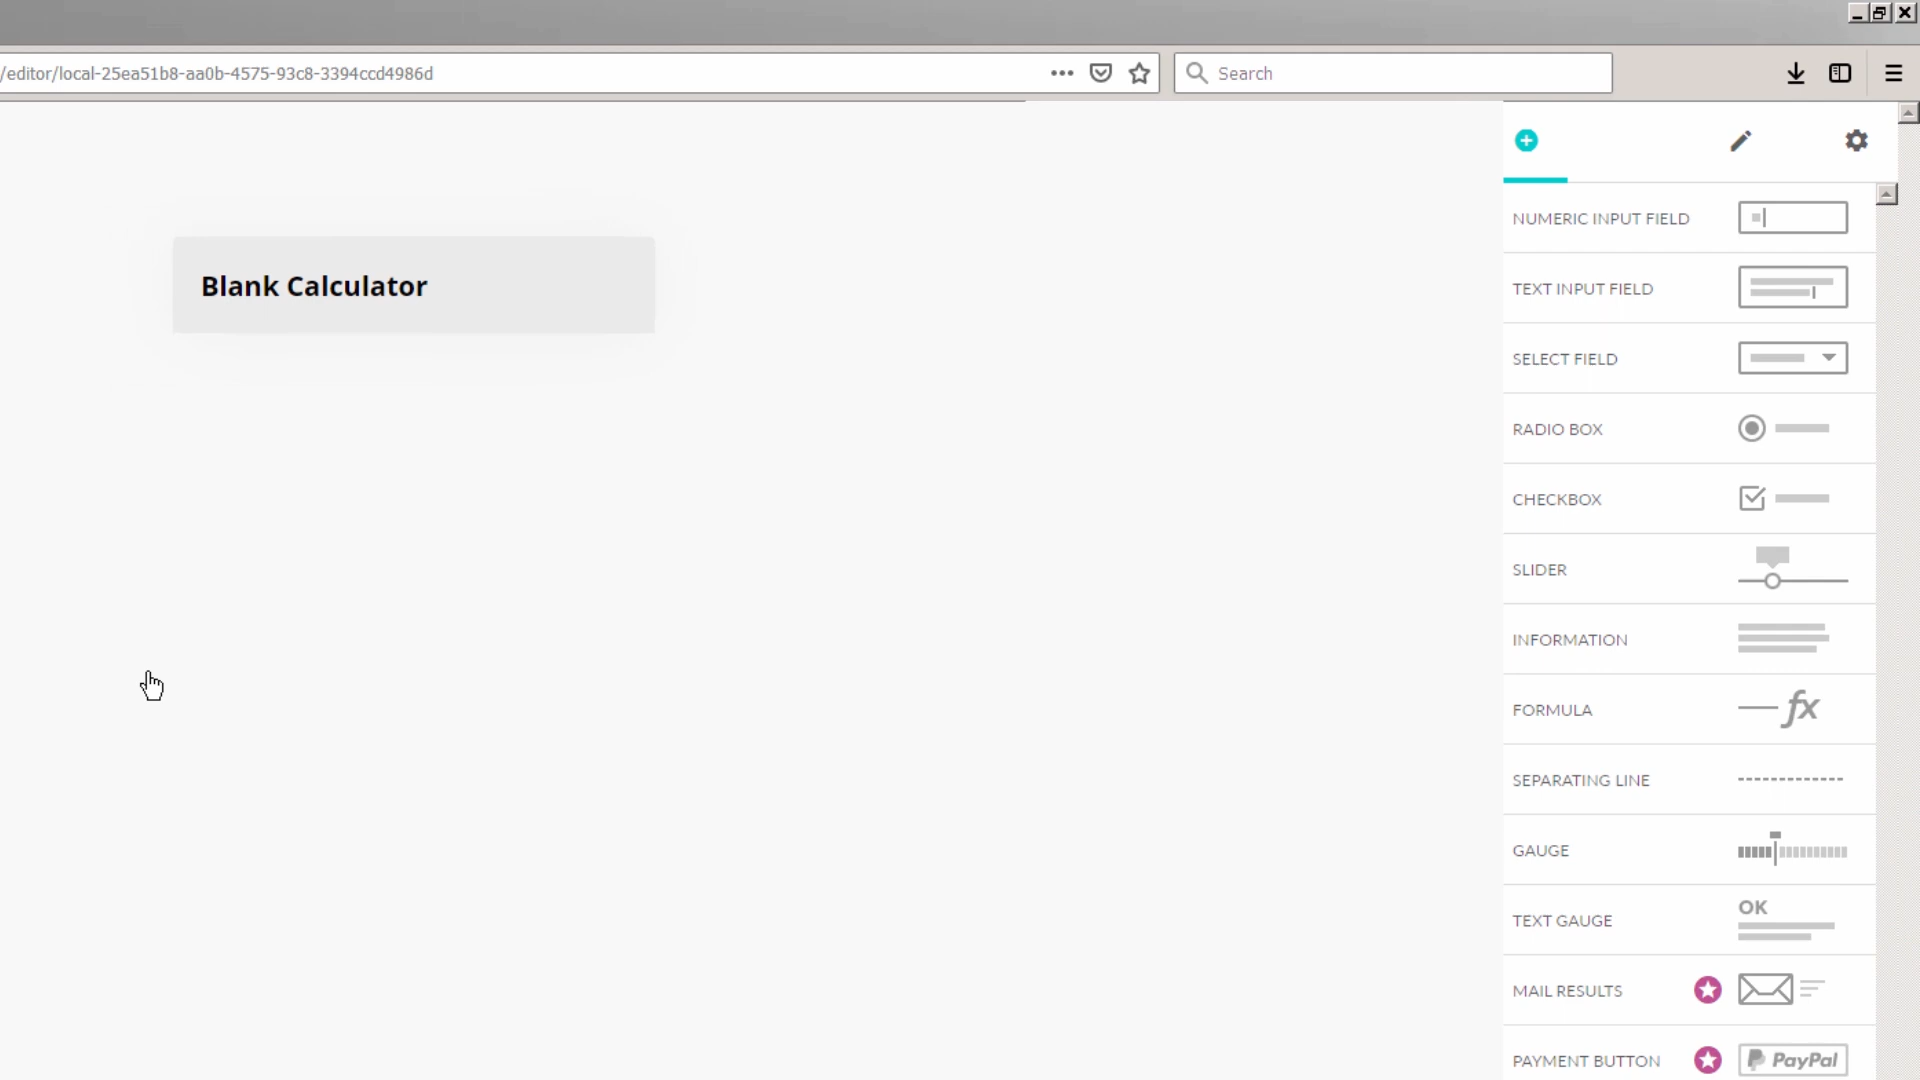 /editor/local-25ea51b8-aa0b-4575-93c8-3394ccd4986d
Search
Blank Calculator
NUMERIC INPUT FIELD
TEXT INPUT FIELD
SELECT FIELD
RADIO BOX
CHECKBOX
SLIDER
INFORMATION
FORMULA
fx
SEPARATING LINE
GAUGE
TEXT GAUGE
OK
MAIL RESULTS
PAYMENT BUTTON
PayPal